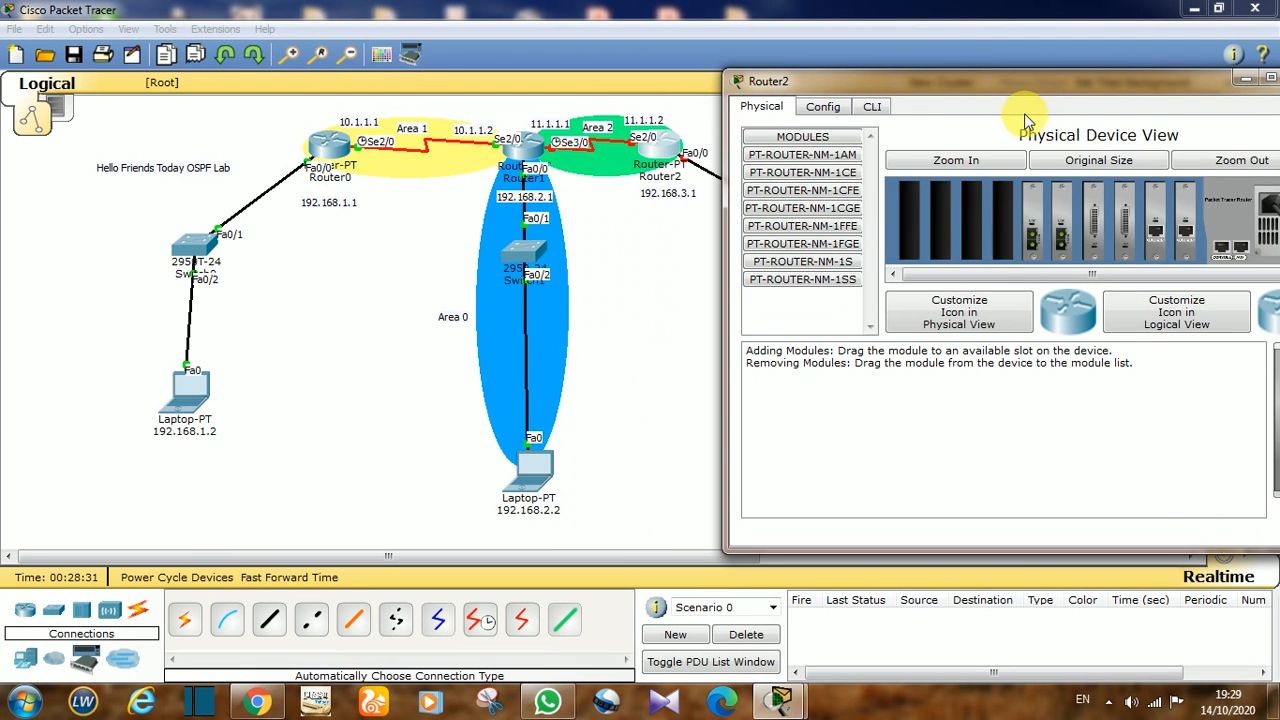 Cisco Packet Tracer
File Edit Options View Tools Extensions Help
Logical
[Root]
Hello Friends Today OSPF Lab
10.1.1.1
Area 1
10.1.1.2
11.1.1.1
Area 2
11.1.1.2
Se2/0
Se2/0
Se3/0
Se2/0
Fa0/0
Router0
192.168.1.1
Fa0/0
Router1
192.168.2.1
Fa0/0
Router-PT
Router2
192.168.3.1
Fa0/1
2950T-24
Fa0/2
Fa0
Laptop-PT
192.168.1.2
Fa0/1
Switch1
Fa0/2
Area 0
Fa0
Laptop-PT
192.168.2.2
Router2
Physical Config CLI
MODULES
PT-ROUTER-NM-1AM
PT-ROUTER-NM-1CE
PT-ROUTER-NM-1CFE
PT-ROUTER-NM-1CGE
PT-ROUTER-NM-1FFE
PT-ROUTER-NM-1FGE
PT-ROUTER-NM-1S
PT-ROUTER-NM-1SS
Physical Device View
Zoom In Original Size Zoom Out
Packet Tracer Router
Customize
Icon in
Physical View
Customize
Icon in
Logical View
Adding Modules: Drag the module to an available slot on the device.
Removing Modules: Drag the module from the device to the module list.
Time: 00:28:31 Power Cycle Devices Fast Forward Time
Realtime
Connections
Automatically Choose Connection Type
Scenario 0
New Delete
Toggle PDU List Window
Fire Last Status Source Destination Type Color Time (sec) Periodic Num
LW
EN
19:29
14/10/2020